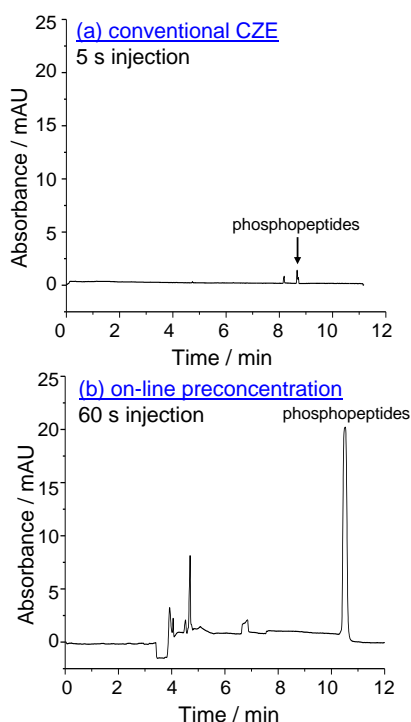 (a) conventional CZE
5 s injection
25
20
15
10
5
0
Absorbance / mAU
phosphopeptides
0 2 4 6 8 10 12
Time / min
(b) on-line preconcentration
60 s injection
phosphopeptides
25
20
15
10
5
0
Absorbance / mAU
0 2 4 6 8 10 12
Time / min